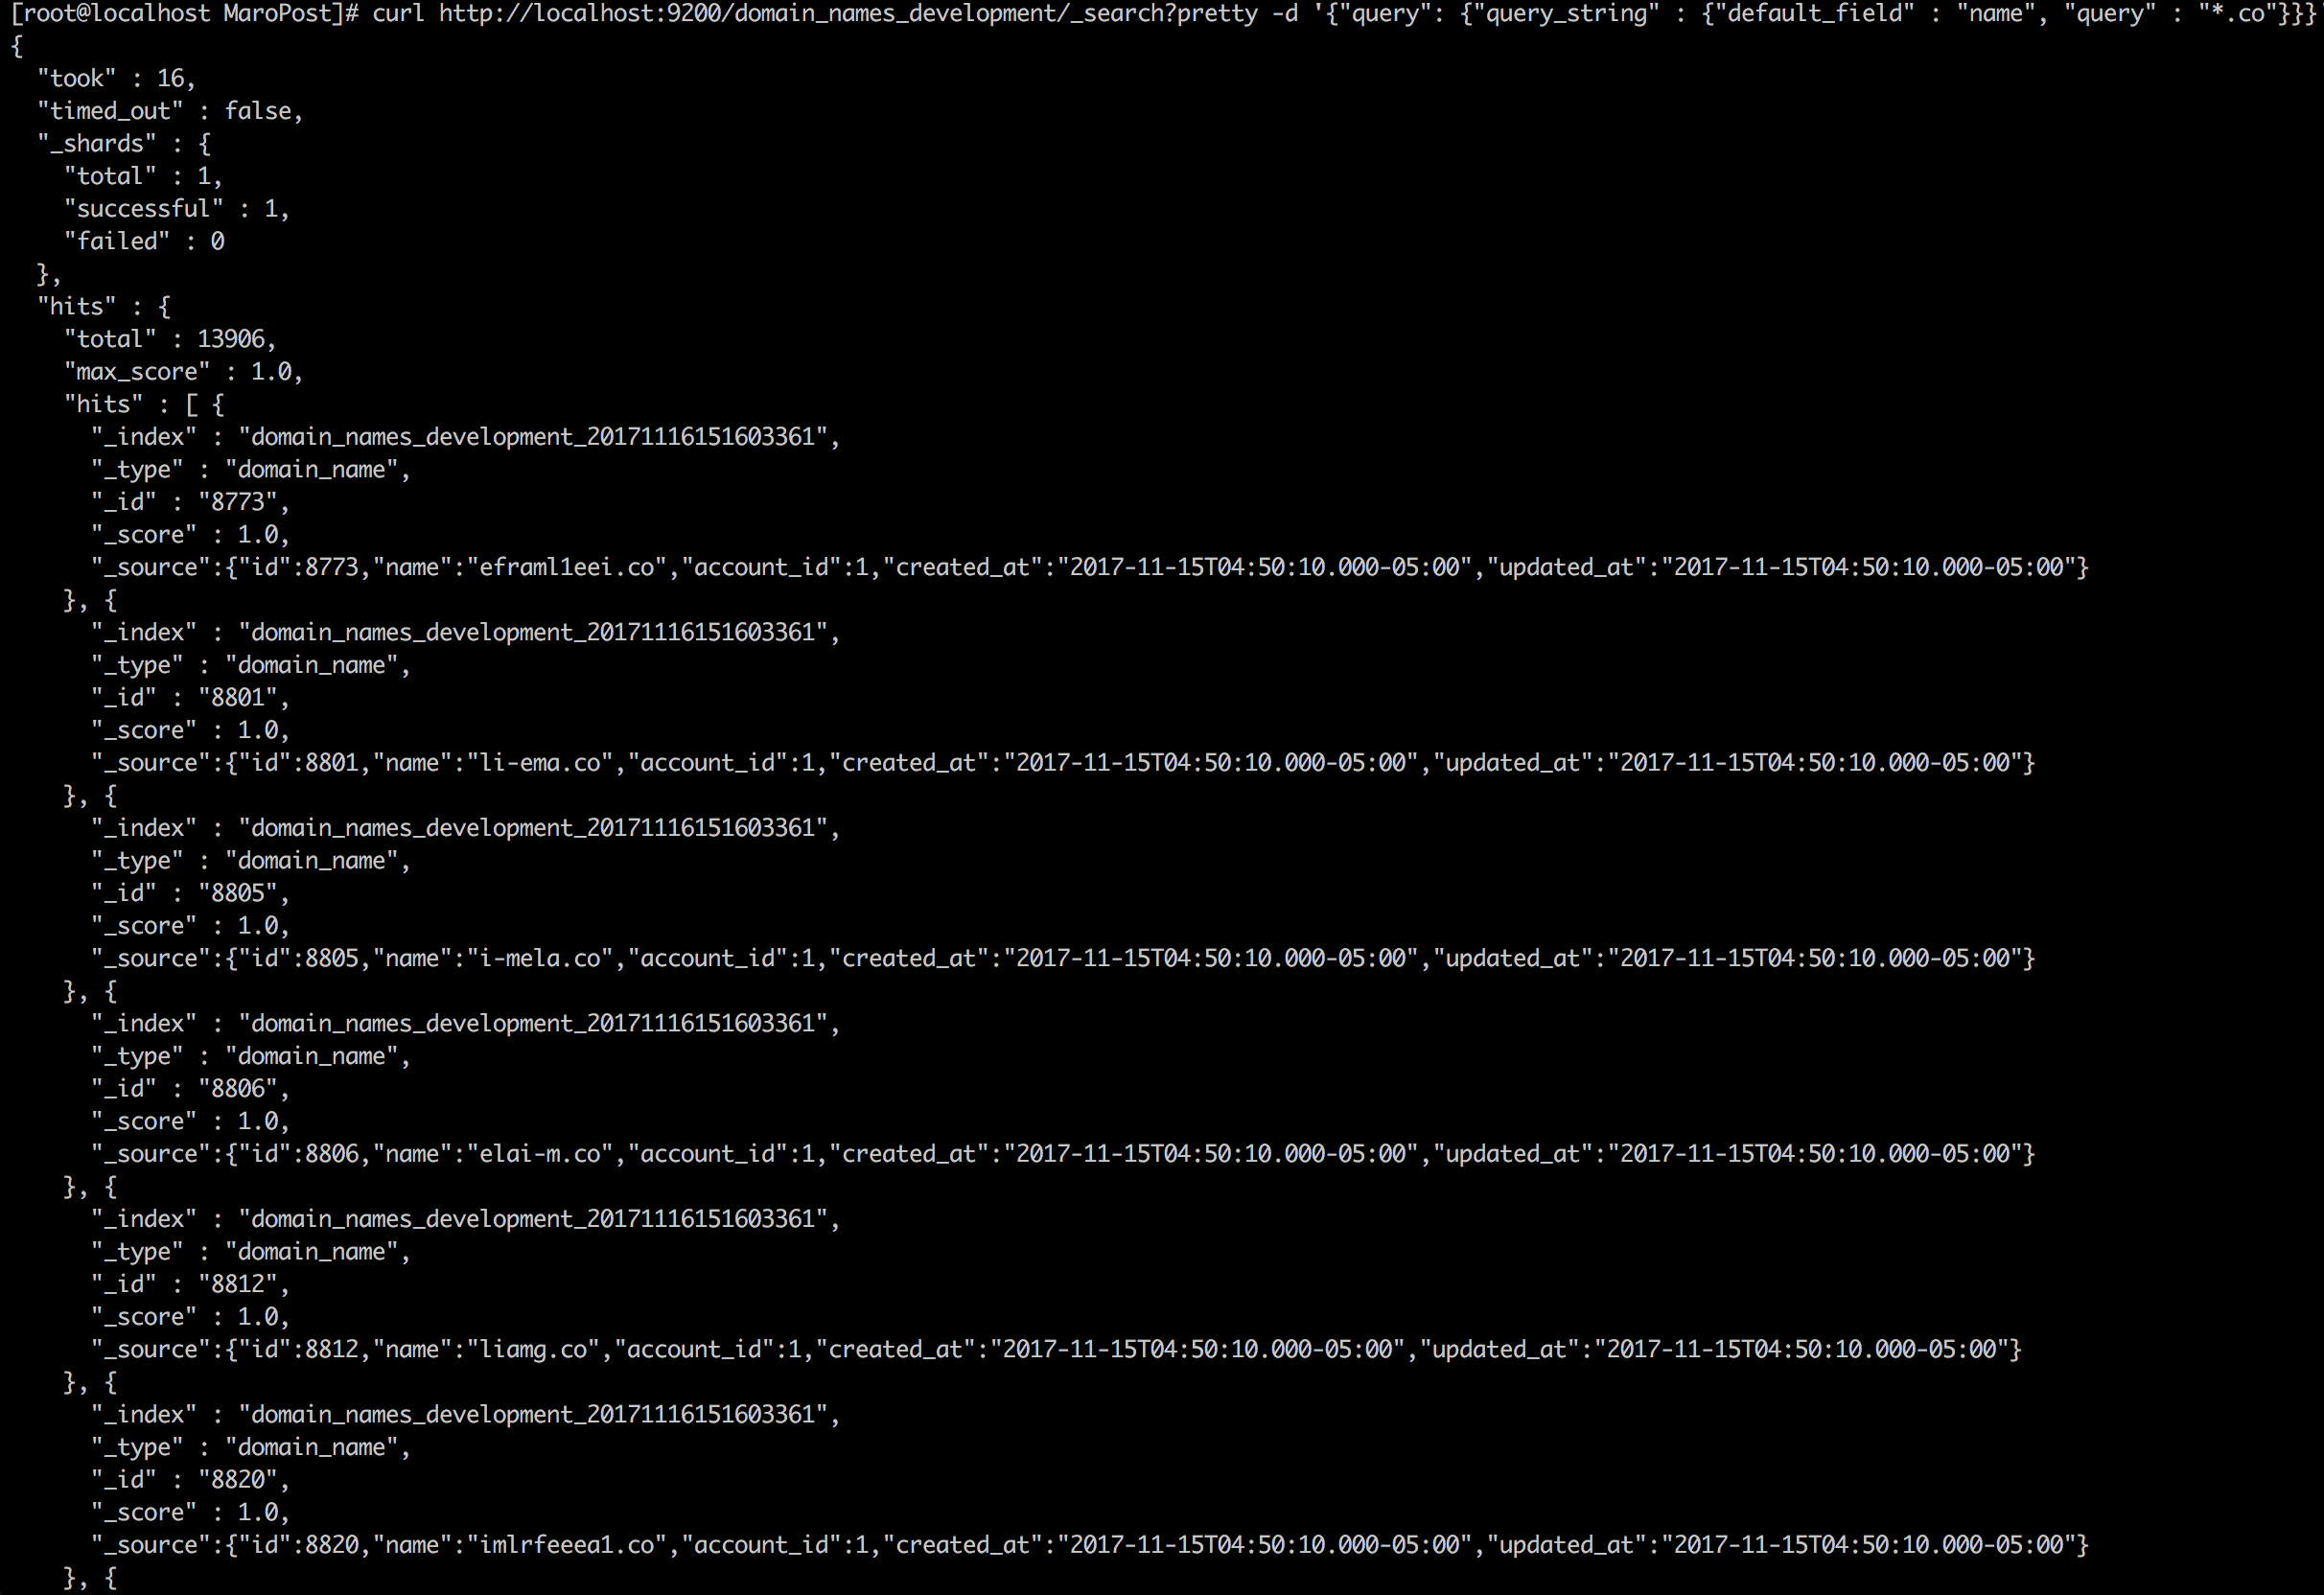 [root@localhost MaroPost]# curl http://localhost:9200/domain_names_development/_search?pretty -d '{"query": {"query_string" : {"default_field" : "name", "query" : "*.co"}}}'
{
  "took" : 16,
  "timed_out" : false,
  "_shards" : {
    "total" : 1,
    "successful" : 1,
    "failed" : 0
  },
  "hits" : {
    "total" : 13906,
    "max_score" : 1.0,
    "hits" : [ {
      "_index" : "domain_names_development_20171116151603361",
      "_type" : "domain_name",
      "_id" : "8773",
      "_score" : 1.0,
      "_source":{"id":8773,"name":"eframl1eei.co","account_id":1,"created_at":"2017-11-15T04:50:10.000-05:00","updated_at":"2017-11-15T04:50:10.000-05:00"}
    }, {
      "_index" : "domain_names_development_20171116151603361",
      "_type" : "domain_name",
      "_id" : "8801",
      "_score" : 1.0,
      "_source":{"id":8801,"name":"li-ema.co","account_id":1,"created_at":"2017-11-15T04:50:10.000-05:00","updated_at":"2017-11-15T04:50:10.000-05:00"}
    }, {
      "_index" : "domain_names_development_20171116151603361",
      "_type" : "domain_name",
      "_id" : "8805",
      "_score" : 1.0,
      "_source":{"id":8805,"name":"i-mela.co","account_id":1,"created_at":"2017-11-15T04:50:10.000-05:00","updated_at":"2017-11-15T04:50:10.000-05:00"}
    }, {
      "_index" : "domain_names_development_20171116151603361",
      "_type" : "domain_name",
      "_id" : "8806",
      "_score" : 1.0,
      "_source":{"id":8806,"name":"elai-m.co","account_id":1,"created_at":"2017-11-15T04:50:10.000-05:00","updated_at":"2017-11-15T04:50:10.000-05:00"}
    }, {
      "_index" : "domain_names_development_20171116151603361",
      "_type" : "domain_name",
      "_id" : "8812",
      "_score" : 1.0,
      "_source":{"id":8812,"name":"liamg.co","account_id":1,"created_at":"2017-11-15T04:50:10.000-05:00","updated_at":"2017-11-15T04:50:10.000-05:00"}
    }, {
      "_index" : "domain_names_development_20171116151603361",
      "_type" : "domain_name",
      "_id" : "8820",
      "_score" : 1.0,
      "_source":{"id":8820,"name":"imlrfeeea1.co","account_id":1,"created_at":"2017-11-15T04:50:10.000-05:00","updated_at":"2017-11-15T04:50:10.000-05:00"}
    }, {